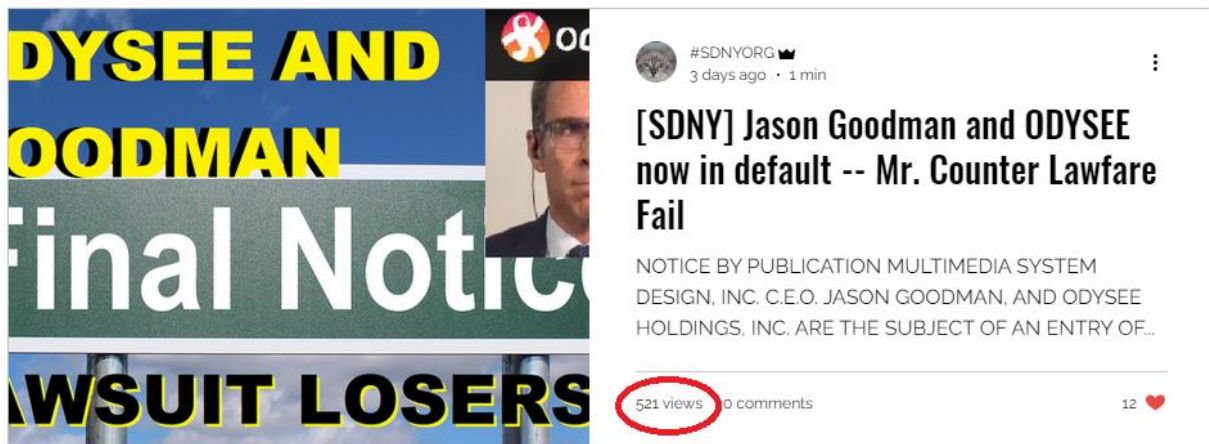 DYSEE AND
OODMAN
inal Notic
AWSUIT LOSERS
#SDNYORG
3 days ago · 1 min
[SDNY] Jason Goodman and ODYSEE
now in default -- Mr. Counter Lawfare
Fail
NOTICE BY PUBLICATION MULTIMEDIA SYSTEM
DESIGN, INC. C.E.O. JASON GOODMAN, AND ODYSEE
HOLDINGS, INC. ARE THE SUBJECT OF AN ENTRY OF...
521 views 0 comments
12